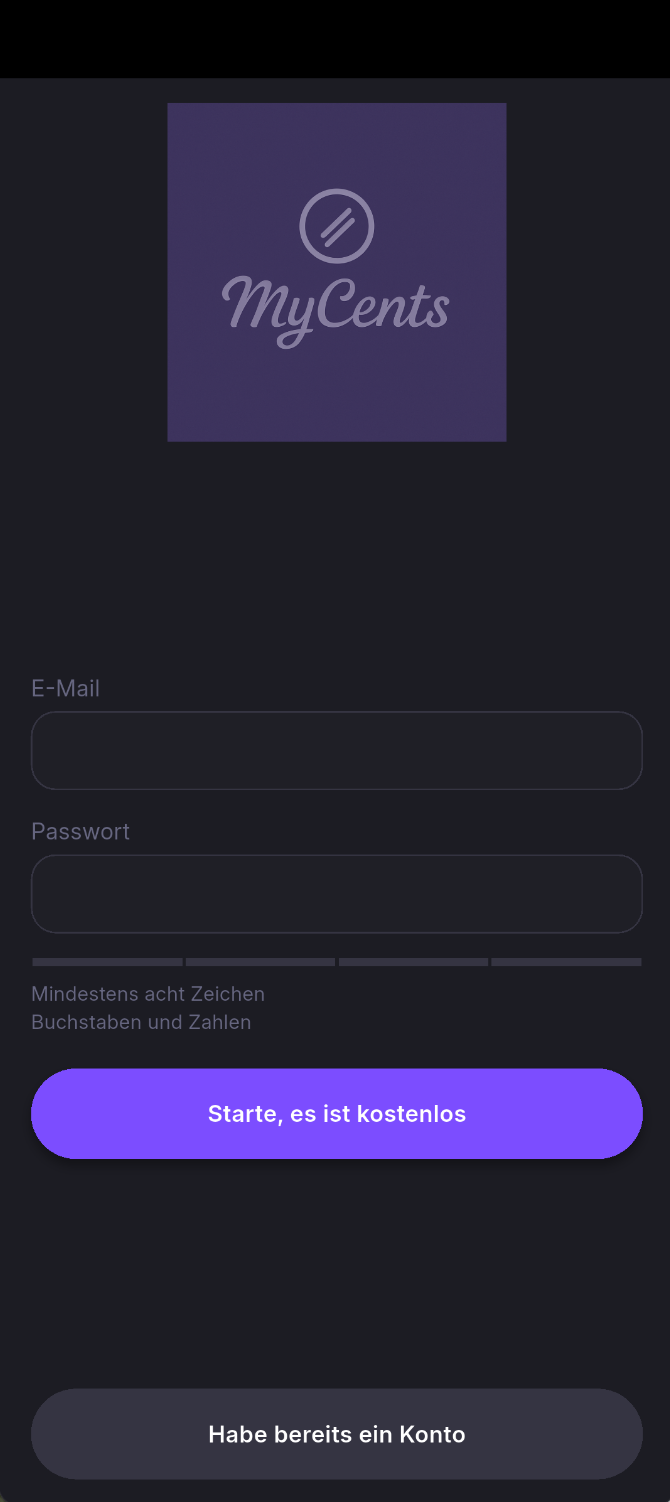 MyCents
E-Mail
Passwort
Mindestens acht Zeichen
Buchstaben und Zahlen
Starte, es ist kostenlos
Habe bereits ein Konto